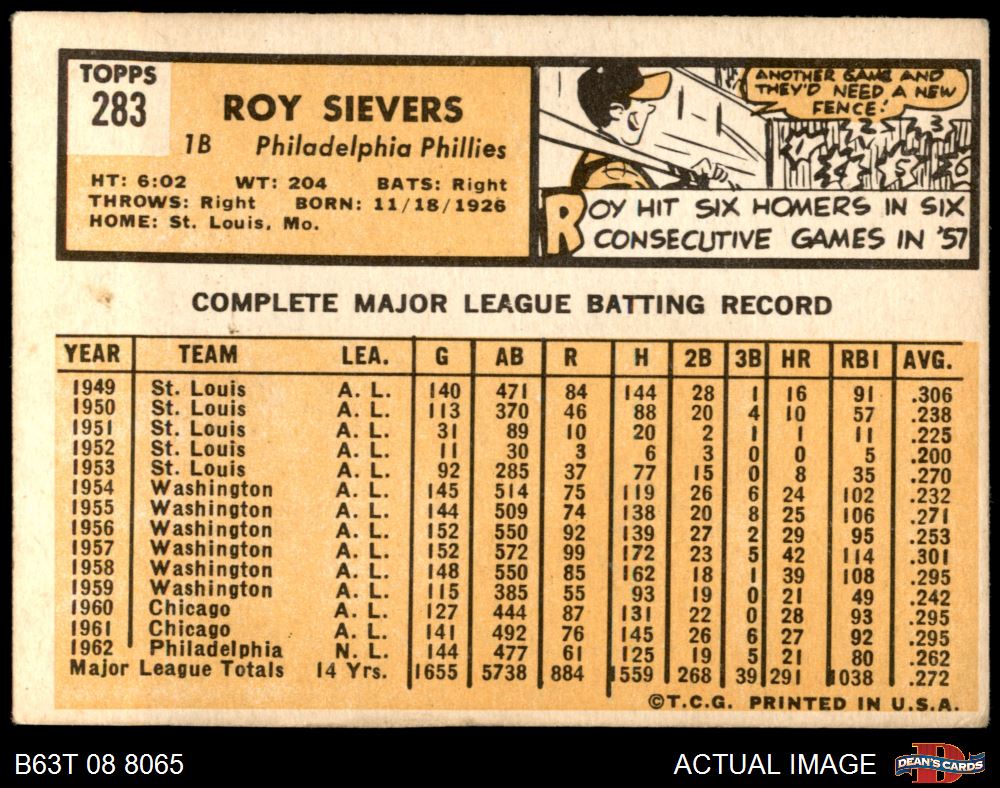 TOPPS
283
ROY SIEVERS
1B Philadelphia Phillies
HT: 6:02 WT: 204 BATS: Right
THROWS: Right BORN: 11/18/1926
HOME: St. Louis, Mo.
ANOTHER GAME AND
THEY'D NEED A NEW
FENCE!
ROY HIT SIX HOMERS IN SIX
CONSECUTIVE GAMES IN '57
COMPLETE MAJOR LEAGUE BATTING RECORD
YEAR TEAM LEA. G AB R H 2B 3B HR RBI AVG.
1949 St. Louis A. L. 140 471 84 144 28 1 16 91 .306
1950 St. Louis A. L. 113 370 46 88 20 4 10 57 .238
1951 St. Louis A. L. 31 89 10 20 2 1 1 11 .225
1952 St. Louis A. L. 11 30 3 6 3 0 0 5 .200
1953 St. Louis A. L. 92 285 37 77 15 0 8 35 .270
1954 Washington A. L. 145 514 75 119 26 6 24 102 .232
1955 Washington A. L. 144 509 74 138 20 8 25 106 .271
1956 Washington A. L. 152 550 92 139 27 2 29 95 .253
1957 Washington A. L. 152 572 99 172 23 5 42 114 .301
1958 Washington A. L. 148 550 85 162 18 1 39 108 .295
1959 Washington A. L. 115 385 55 93 19 0 21 49 .242
1960 Chicago A. L. 127 444 87 131 22 0 28 93 .295
1961 Chicago A. L. 141 492 76 145 26 6 27 92 .295
1962 Philadelphia N. L. 144 477 61 125 19 5 21 80 .262
Major League Totals 14 Yrs. 1655 5738 884 1559 268 39 291 1038 .272
©T.C.G. PRINTED IN U.S.A.
B63T 08 8065 ACTUAL IMAGE DEAN'S CARDS